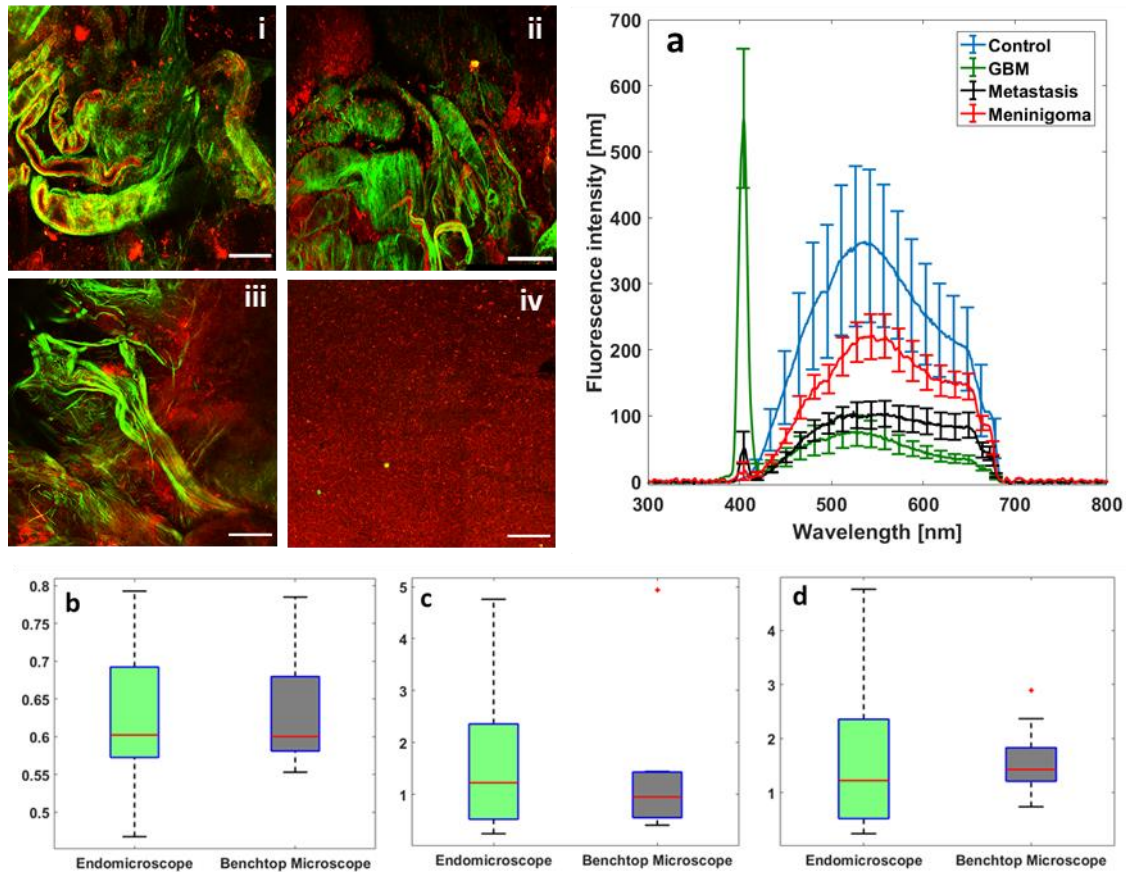 i
ii
iii
iv
a
Control
GBM
Metastasis
Meninigoma
Fluorescence intensity [nm]
700
600
500
400
300
200
100
0
300 400 500 600 700 800
Wavelength [nm]
b
0.8
0.75
0.7
0.65
0.6
0.55
0.5
Endomicroscope Benchtop Microscope
c
5
4
3
2
1
Endomicroscope Benchtop Microscope
d
4
3
2
1
Endomicroscope Benchtop Microscope